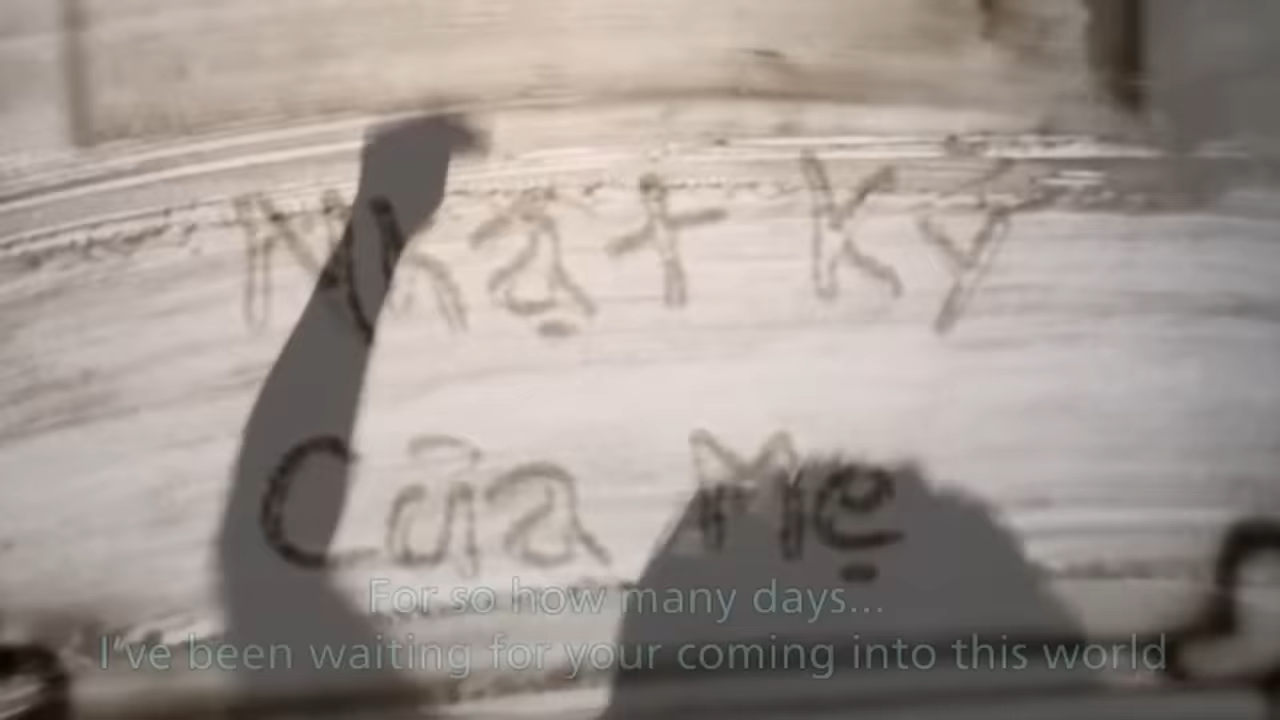 Nhật Ký
Của Mẹ
For so how many days...
I've been waiting for your coming into this world